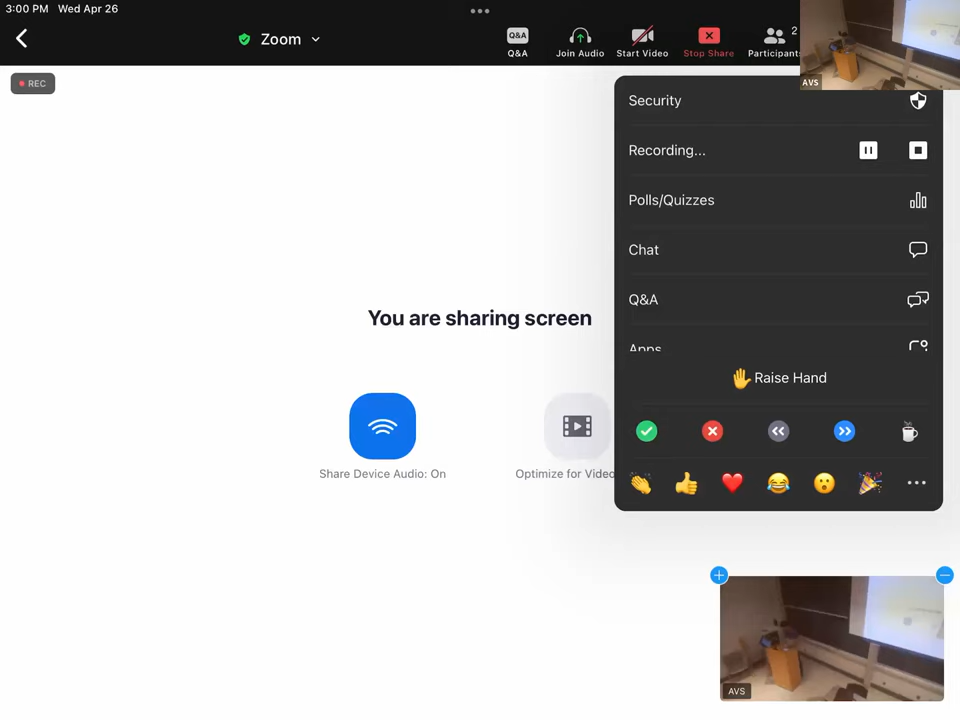 3:00 PM Wed Apr 26
Zoom
Q&A
Q&A
Join Audio
Start Video
Stop Share
2
Participants
AVS
REC
Security
Recording...
Polls/Quizzes
Chat
Q&A
Apps
You are sharing screen
Raise Hand
Share Device Audio: On
Optimize for Video
AVS